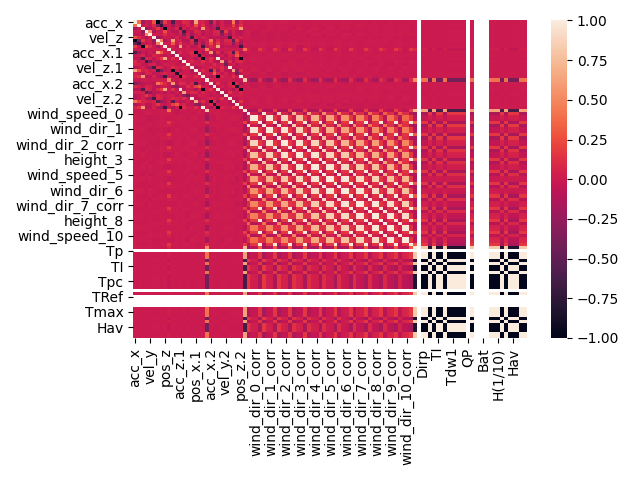 acc_x
vel_z
acc_x.1
vel_z.1
acc_x.2
vel_z.2
wind_speed_0
wind_dir_1
wind_dir_2_corr
height_3
wind_speed_5
wind_dir_6
wind_dir_7_corr
height_8
wind_speed_10
Tp
TI
Tpc
TRef
Tmax
Hav
acc_x
vel_y
pos_z
acc_z.1
pos_x.1
acc_x.2
vel_y.2
pos_z.2
wind_dir_0_corr
wind_dir_1_corr
wind_dir_2_corr
wind_dir_3_corr
wind_dir_4_corr
wind_dir_5_corr
wind_dir_6_corr
wind_dir_7_corr
wind_dir_8_corr
wind_dir_9_corr
wind_dir_10_corr
Dirp
TI
Tdw1
QP
Bat
H(1/10)
Hav
1.00
0.75
0.50
0.25
0.00
−0.25
−0.50
−0.75
−1.00